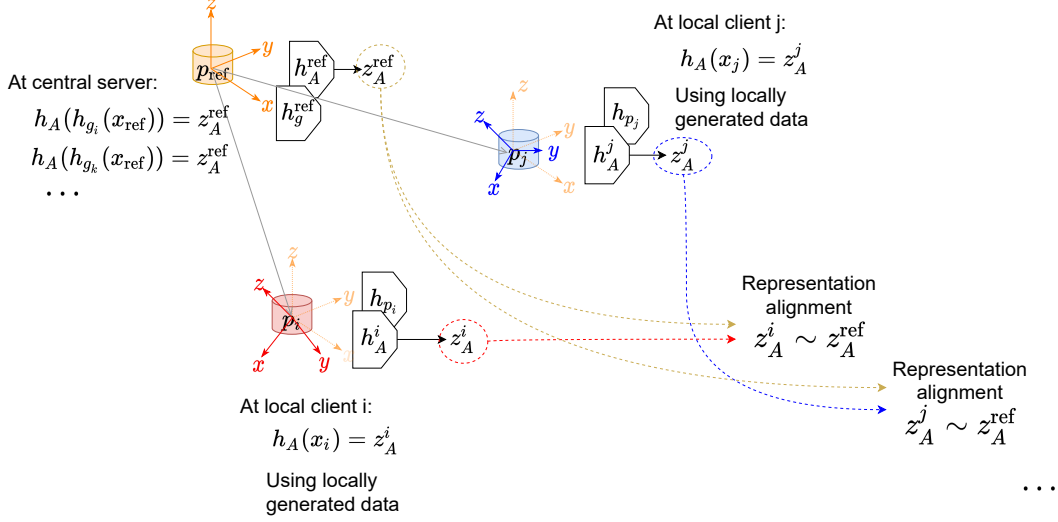 z
y
x
p_ref
h_A^ref
z_A^ref
h_g^ref
At central server:
h_A(h_{g_i}(x_ref)) = z_A^ref
h_A(h_{g_k}(x_ref)) = z_A^ref
...
At local client j:
h_A(x_j) = z_A^j
Using locally
generated data
z
y
x
z
y
x
p_j
h_{p_j}
h_A^j
z_A^j
z
y
x
z
y
x
p_i
h_{p_i}
h_A^i
z_A^i
At local client i:
h_A(x_i) = z_A^i
Using locally
generated data
Representation
alignment
z_A^i ∼ z_A^ref
Representation
alignment
z_A^j ∼ z_A^ref
...